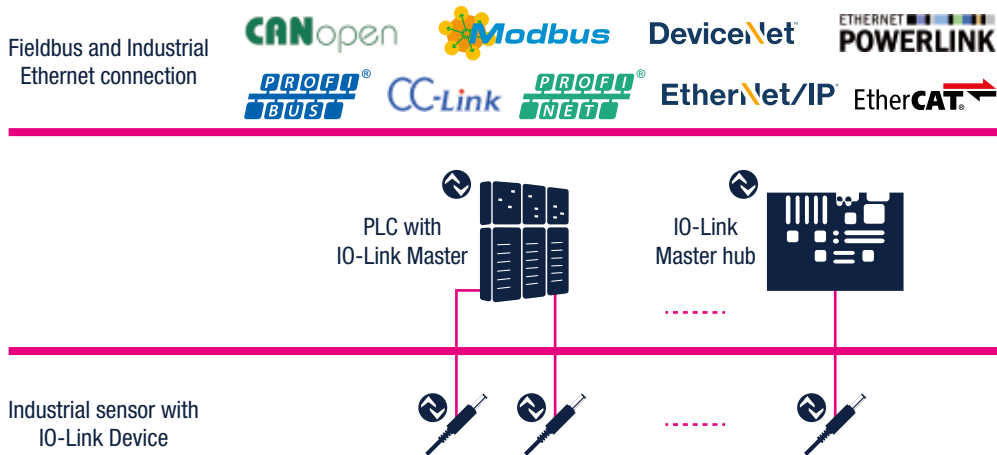 Fieldbus and Industrial
Ethernet connection
CANopen
Modbus
DeviceNet™
ETHERNET
POWERLINK
PROFI®
BUS
CC-Link
PROFI®
NET
EtherNet/IP
EtherCAT®
PLC with
IO-Link Master
IO-Link
Master hub
Industrial sensor with
IO-Link Device